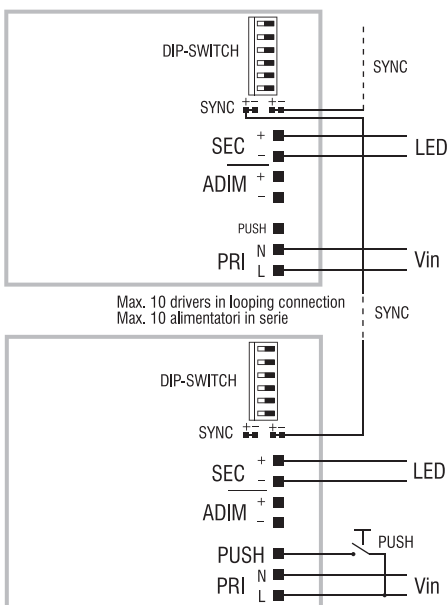 DIP-SWITCH
SYNC
SYNC + - + -
SEC + -
LED
ADIM + -
PUSH
PRI N L
Vin
Max. 10 drivers in looping connection
Max. 10 alimentatori in serie
SYNC
DIP-SWITCH
SYNC + - + -
SEC + -
LED
ADIM + -
PUSH
PUSH
PRI N L
Vin